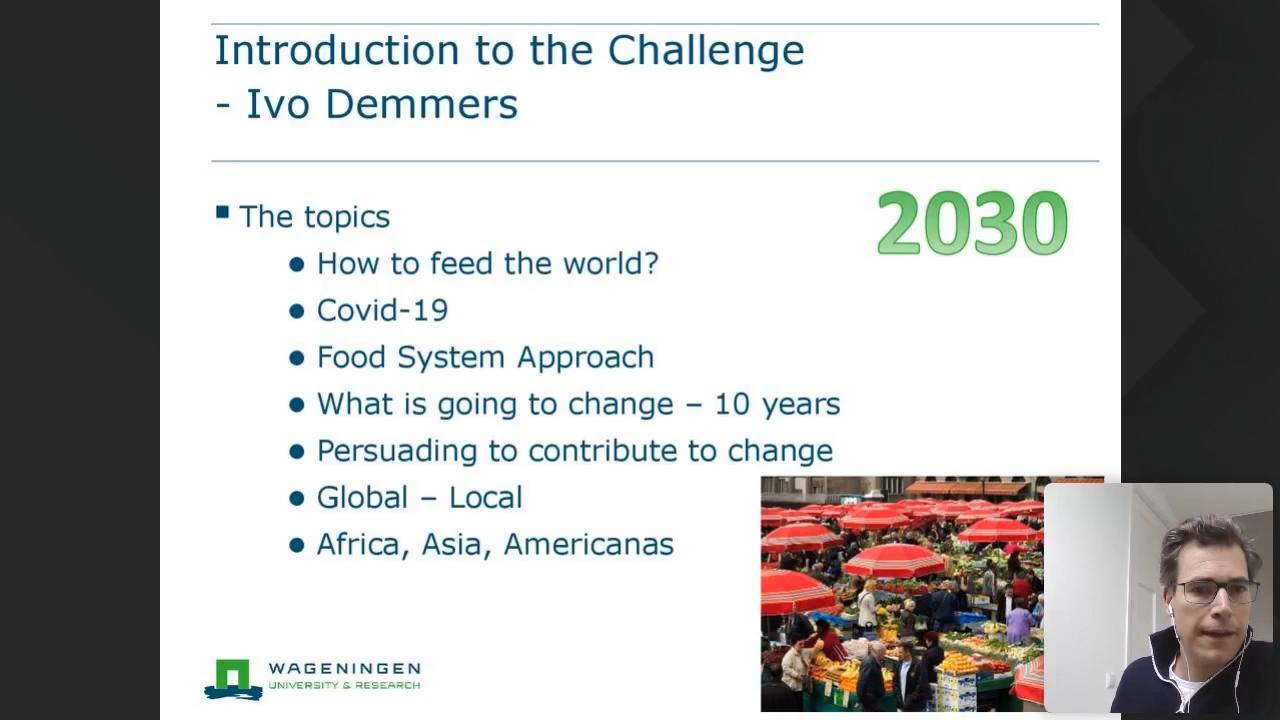 Introduction to the Challenge
- Ivo Demmers
2030
▪ The topics
● How to feed the world?
● Covid-19
● Food System Approach
● What is going to change – 10 years
● Persuading to contribute to change
● Global – Local
● Africa, Asia, Americanas
WAGENINGEN
UNIVERSITY & RESEARCH